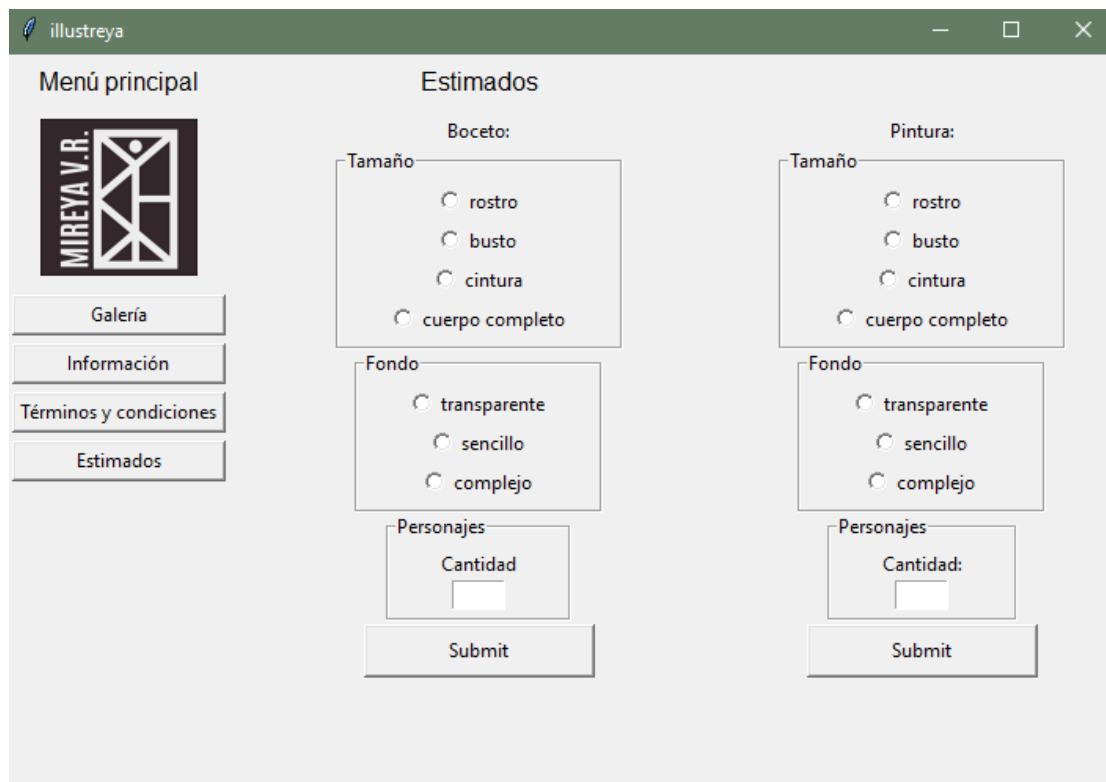 illustreya
Menú principal
MIREYA V.R.
Galería
Información
Términos y condiciones
Estimados
Estimados
Boceto:
Tamaño
rostro
busto
cintura
cuerpo completo
Fondo
transparente
sencillo
complejo
Personajes
Cantidad
Submit
Pintura:
Tamaño
rostro
busto
cintura
cuerpo completo
Fondo
transparente
sencillo
complejo
Personajes
Cantidad:
Submit